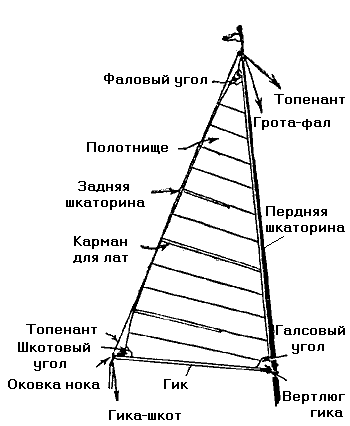 Фаловый угол
Топенант
Грота-фал
Полотнище
Задняя
шкаторина
Пердняя
шкаторина
Карман
для лат
Топенант
Шкотовый
угол
Оковка нока
Гика-шкот
Гик
Галсовый
угол
Вертлюг
гика